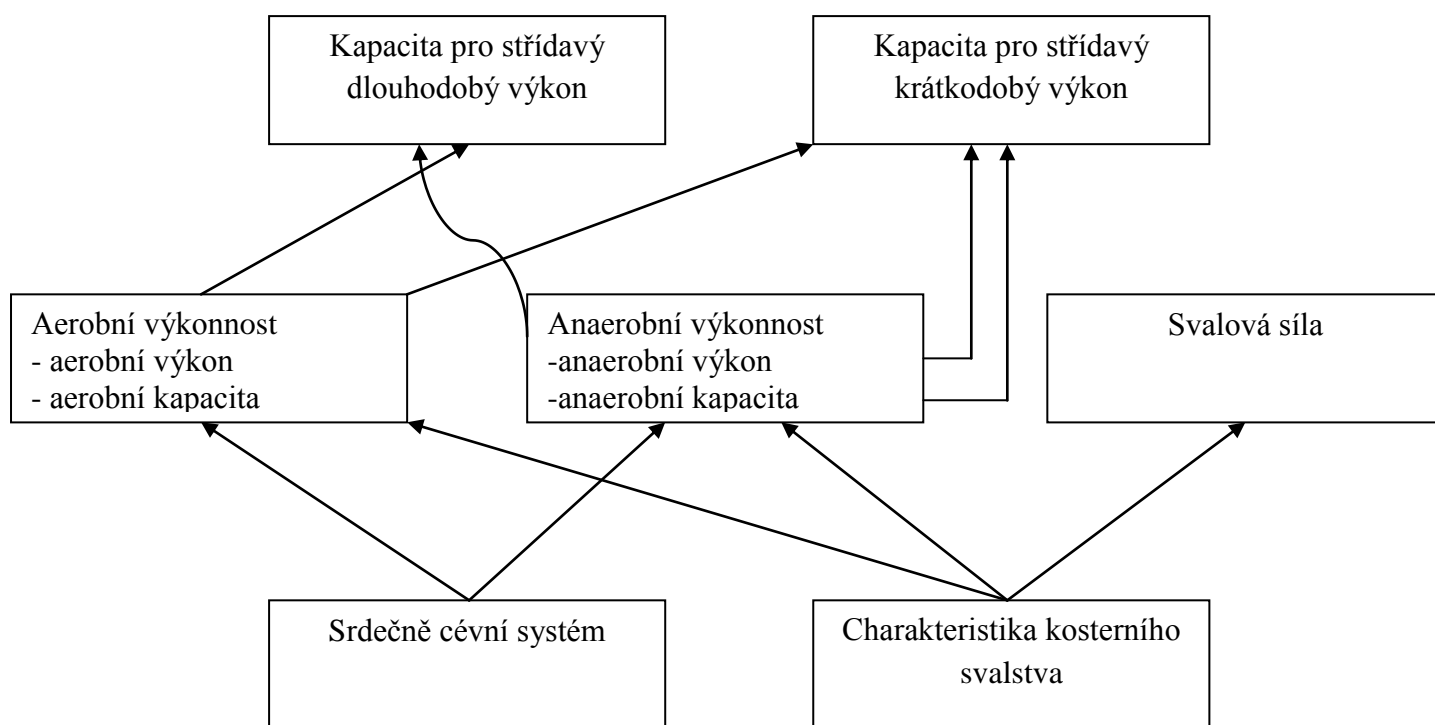 Kapacita pro střídavý
dlouhodobý výkon
Kapacita pro střídavý
krátkodobý výkon
Aerobní výkonnost
- aerobní výkon
- aerobní kapacita
Anaerobní výkonnost
-anaerobní výkon
-anaerobní kapacita
Svalová síla
Srdečně cévní systém
Charakteristika kosterního
svalstva